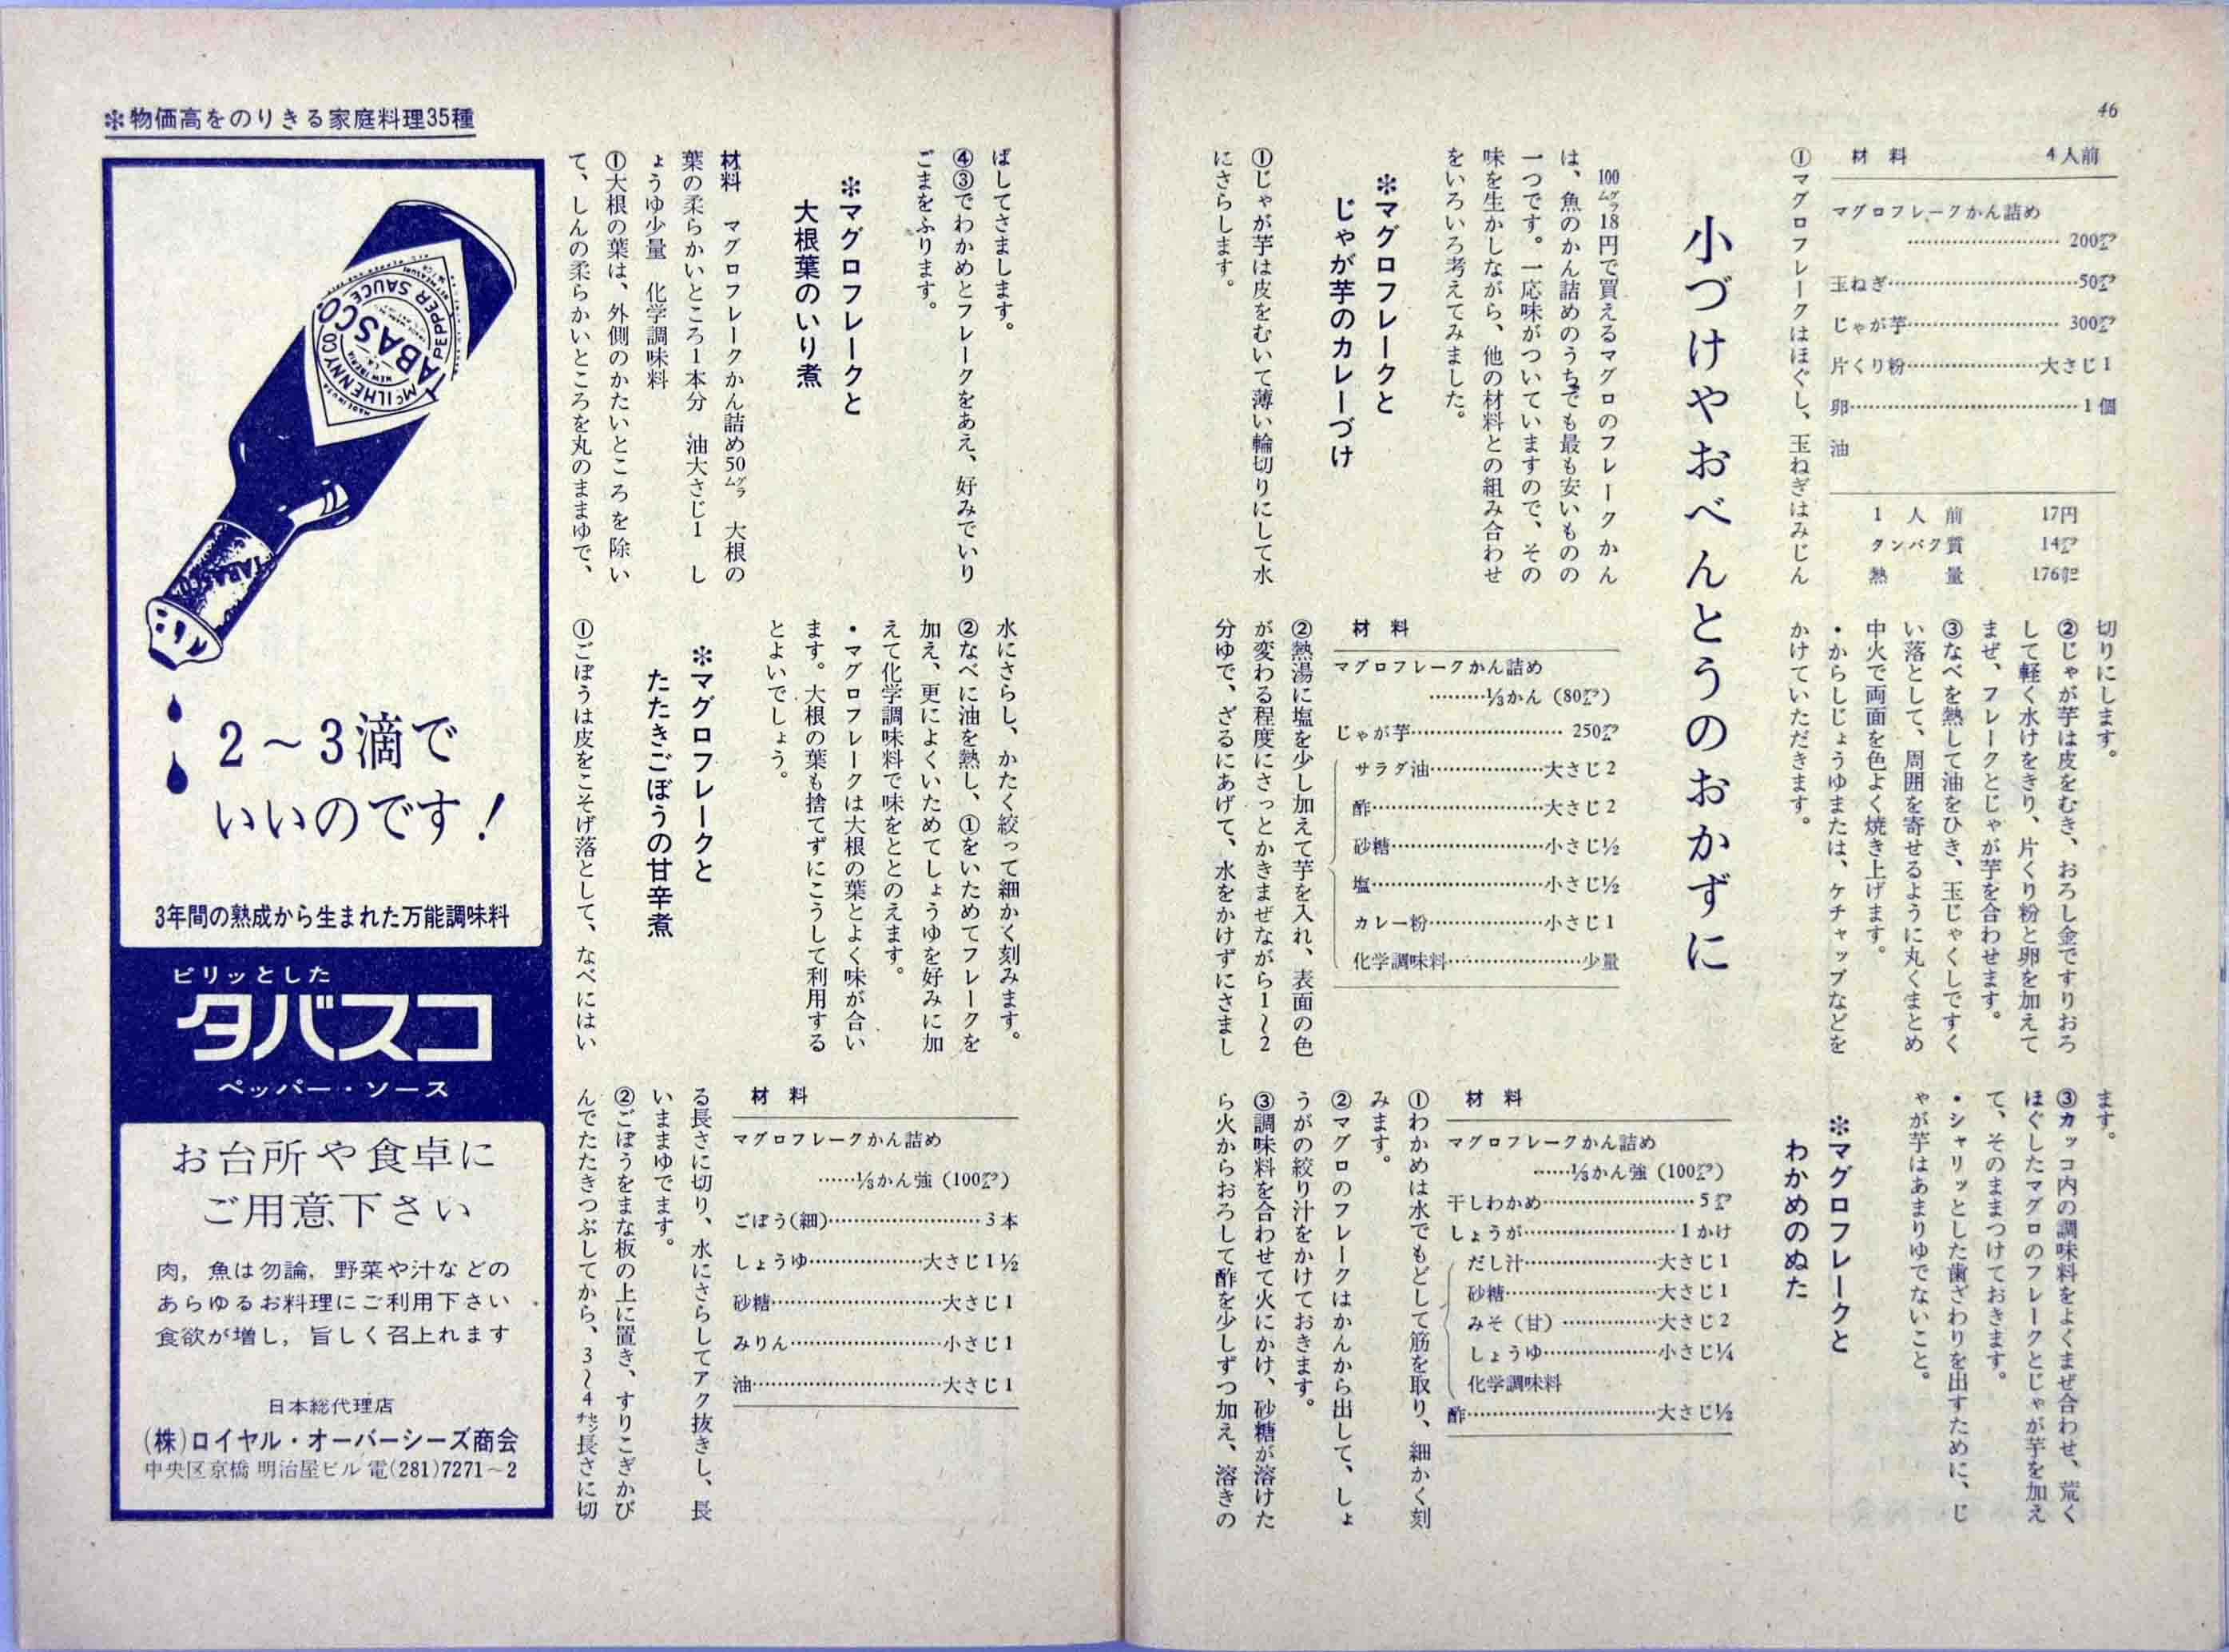 46
材料 4人前
マグロフレークかん詰め
…………………… 200㌘
玉ねぎ…………………………50㌘
じゃが芋…………………… 300㌘
片くり粉…………………大さじ1
卵………………………………1個
油
1人前 17円
タンパク質 14㌘
熱量 176㌍
①マグロフレークはほぐし、玉ねぎはみじん
切りにします。
②じゃが芋は皮をむき、おろし金ですりおろ
して軽く水けをきり、片くり粉と卵を加えて
まぜ、フレークとじゃが芋を合わせます。
③なべを熱して油をひき、玉じゃくしですく
い落として、周囲を寄せるように丸くまとめ
中火で両面を色よく焼き上げます。
・からしじょうゆまたは、ケチャップなどを
かけていただきます。
小づけやおべんとうのおかずに
100㌘18円で買えるマグロのフレークかん
は、魚のかん詰めのうちでも最も安いものの
一つです。一応味がついていますので、その
味を生かしながら、他の材料との組み合わせ
をいろいろ考えてみました。
✻マグロフレークと
じゃが芋のカレーづけ
①じゃが芋は皮をむいて薄い輪切りにして水
にさらします。
材料
マグロフレークかん詰め
………⅓かん(80㌘)
じゃが芋…………………… 250㌘
サラダ油………………大さじ2
酢………………………大さじ2
砂糖……………………小さじ½
塩………………………小さじ½
カレー粉………………小さじ1
化学調味料…………………少量
②熱湯に塩を少し加えて芋を入れ、表面の色
が変わる程度にさっとかきまぜながら1〜2
分ゆで、ざるにあげて、水をかけずにさまし
ます。
③カッコ内の調味料をよくまぜ合わせ、荒く
ほぐしたマグロのフレークとじゃが芋を加え
て、そのままつけておきます。
・シャリッとした歯ざわりを出すために、じ
ゃが芋はあまりゆでないこと。
✻マグロフレークと
わかめのぬた
材料
マグロフレークかん詰め
……⅓かん強(100㌘)
干しわかめ……………………5㌘
しょうが…………………………1かけ
だし汁…………………大さじ1
砂糖……………………大さじ1
みそ(甘)……………大さじ2
しょうゆ………………小さじ¼
化学調味料
酢…………………………大さじ½
①わかめは水でもどして筋を取り、細かく刻
みます。
②マグロのフレークはかんから出して、しょ
うがの絞り汁をかけておきます。
③調味料を合わせて火にかけ、砂糖が溶けた
ら火からおろして酢を少しずつ加え、溶きの
ばしてさまします。
④③でわかめとフレークをあえ、好みでいり
ごまをふります。
✻マグロフレークと
大根葉のいり煮
材料 マグロフレークかん詰め50㌘ 大根の
葉の柔らかいところ1本分 油大さじ1 し
ょうゆ少量 化学調味料
①大根の葉は、外側のかたいところを除い
て、しんの柔らかいところを丸のままゆで、
水にさらし、かたく絞って細かく刻みます。
②なべに油を熱し、①をいためてフレークを
加え、更によくいためてしょうゆを好みに加
えて化学調味料で味をととのえます。
・マグロフレークは大根の葉とよく味が合い
ます。大根の葉も捨てずにこうして利用する
とよいでしょう。
✻マグロフレークと
たたきごぼうの甘辛煮
①ごぼうは皮をこそげ落として、なべにはい
材料
マグロフレークかん詰め
……⅓かん強(100㌘)
ごぼう(細)……………………3本
しょうゆ………………大さじ1½
砂糖………………………大さじ1
みりん……………………小さじ1
油…………………………大さじ1
る長さに切り、水にさらしてアク抜きし、長
いままゆでます。
②ごぼうをまな板の上に置き、すりこぎかび
んでたたきつぶしてから、3〜4㌢長さに切
✻物価高をのりきる家庭料理35種
McILHENNY CO
TABASCO
PEPPER SAUCE
NEW IBERIA
2〜3滴で
いいのです！
3年間の熟成から生まれた万能調味料
ピリッとした
タバスコ
ペッパー・ソース
お台所や食卓に
ご用意下さい
肉，魚は勿論，野菜や汁などの
あらゆるお料理にご利用下さい
食欲が増し，旨しく召上れます
日本総代理店
(株)ロイヤル・オーバーシーズ商会
中央区京橋 明治屋ビル 電(281)7271〜2